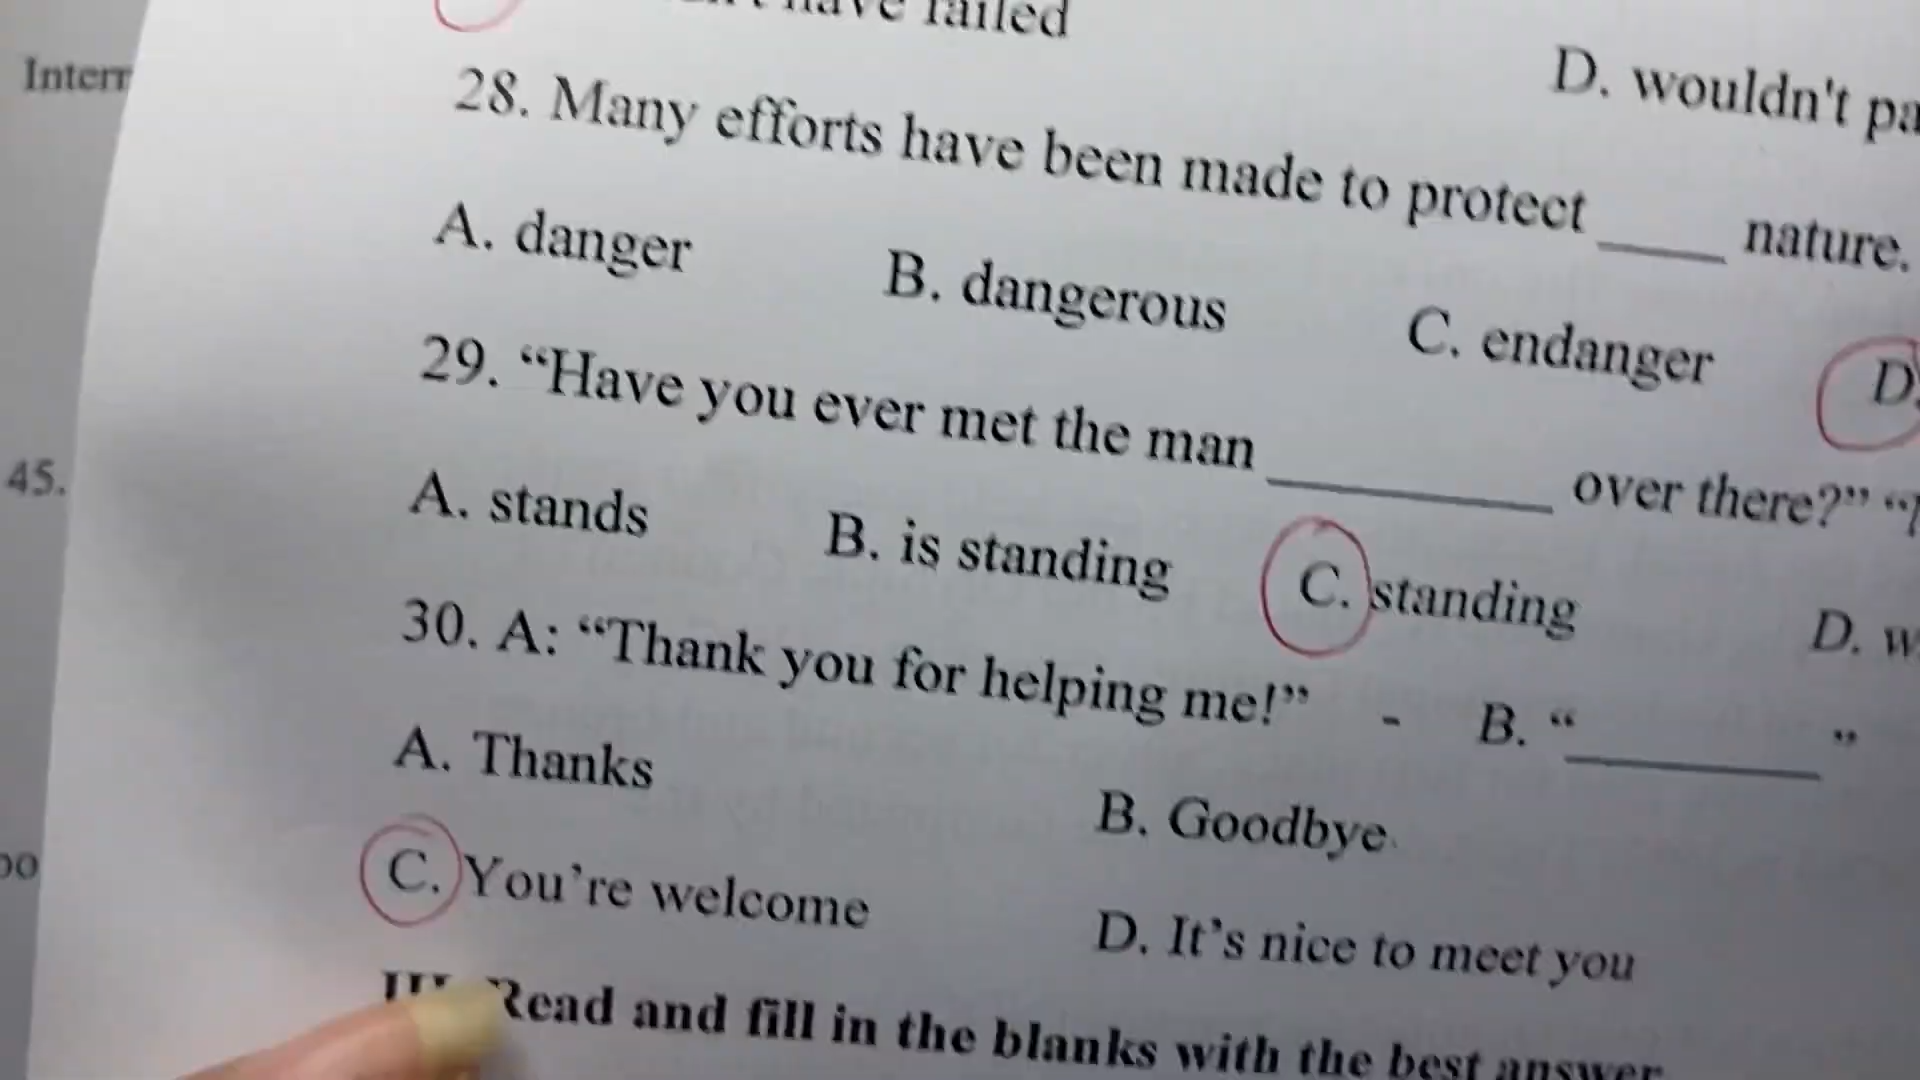 have failed
D. wouldn't
28. Many efforts have been made to protect ____ nature.
A. danger B. dangerous C. endanger D.
29. “Have you ever met the man ________ over there?” “
A. stands B. is standing C. standing D.
30. A: “Thank you for helping me!” - B. “________”
A. Thanks B. Goodbye
C. You’re welcome D. It’s nice to meet you
III. Read and fill in the blanks with the best answer
45.